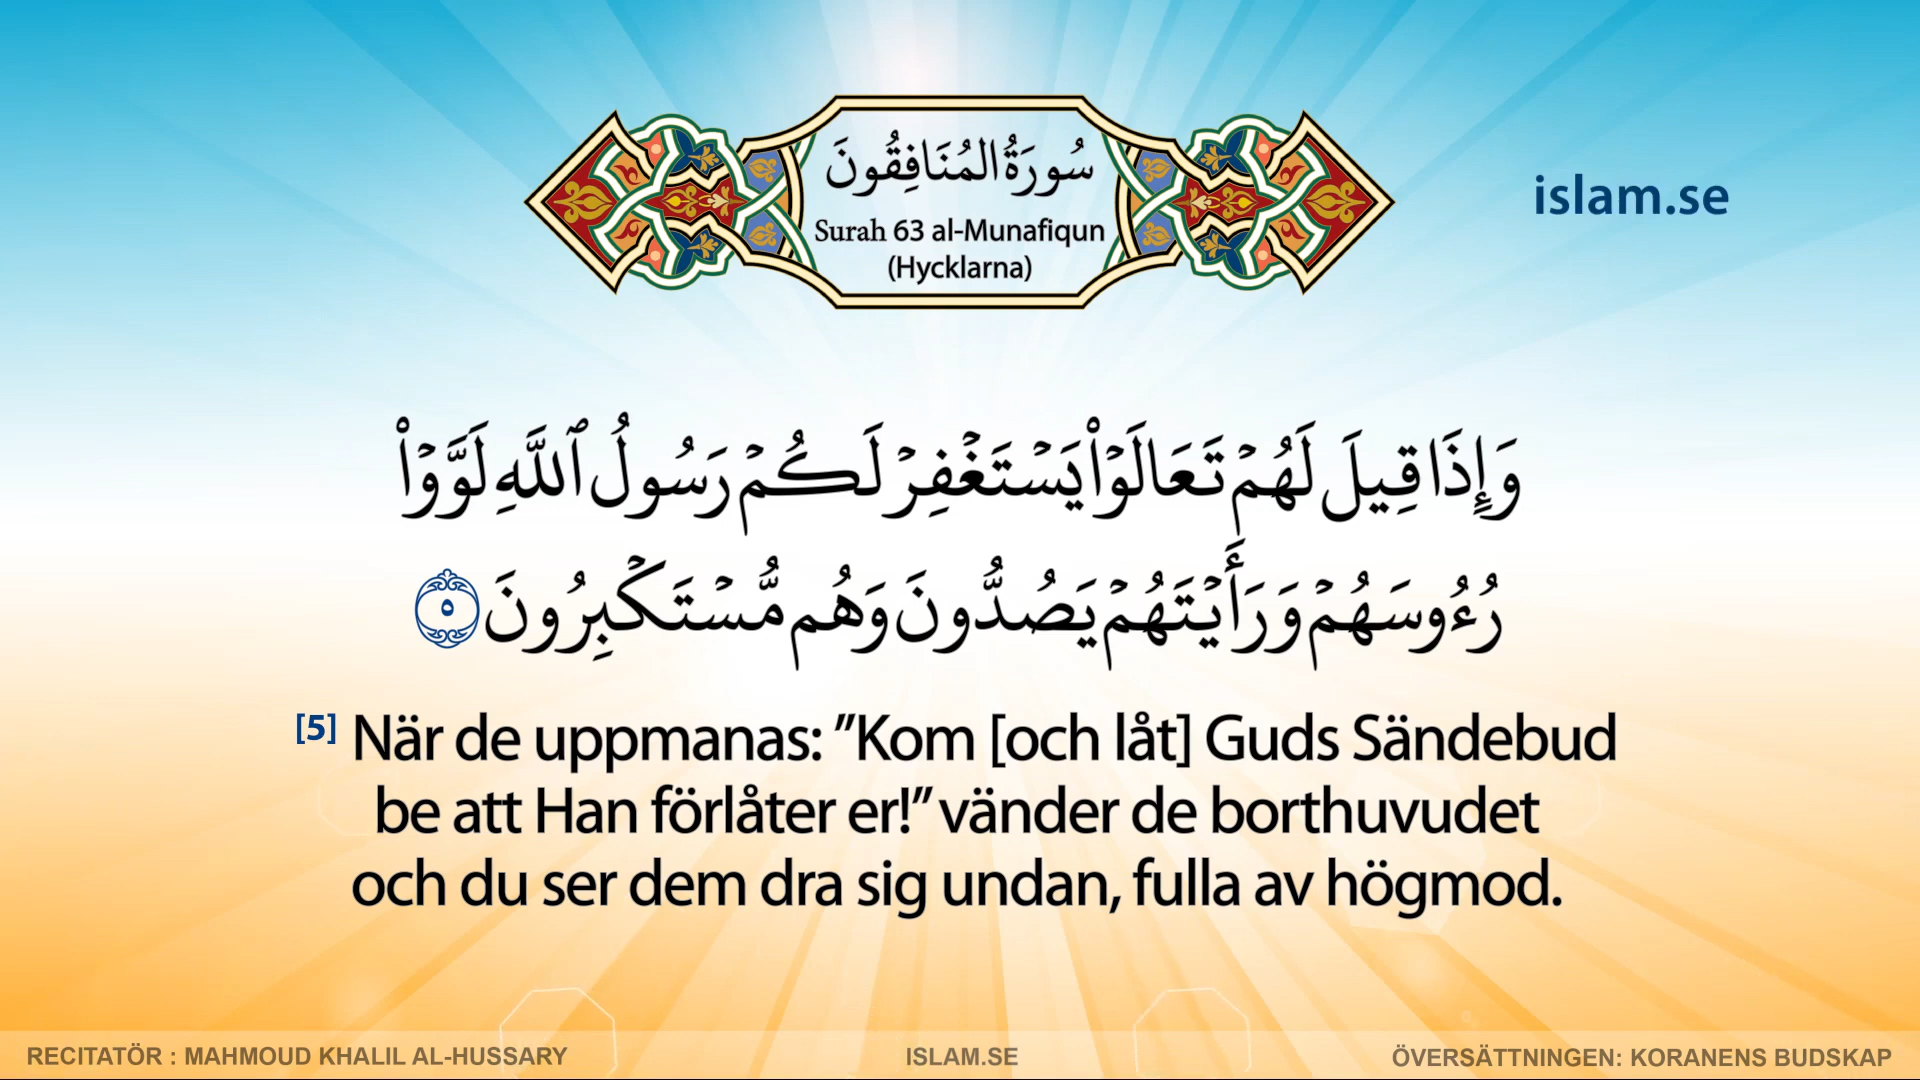 سُورَةُ المُنَافِقُونَ
Surah 63 al-Munafiqun
(Hycklarna)
islam.se
وَإِذَا قِيلَ لَهُمۡ تَعَالَوۡاْ يَسۡتَغۡفِرۡ لَكُمۡ رَسُولُ ٱللَّهِ لَوَّوۡاْ
رُءُوسَهُمۡ وَرَأَيۡتَهُمۡ يَصُدُّونَ وَهُم مُّسۡتَكۡبِرُونَ ٥
[5] När de uppmanas: ”Kom [och låt] Guds Sändebud
be att Han förlåter er!” vänder de borthuvudet
och du ser dem dra sig undan, fulla av högmod.
RECITATÖR : MAHMOUD KHALIL AL-HUSSARY
ISLAM.SE
ÖVERSÄTTNINGEN: KORANENS BUDSKAP